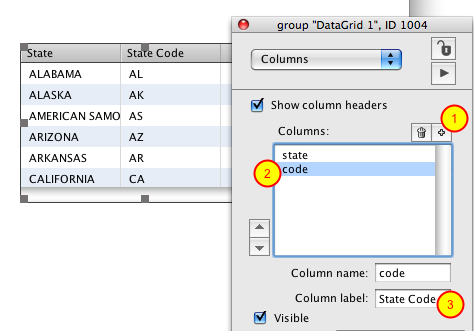 group "DataGrid 1", ID 1004
Columns
State State Code
ALABAMA AL
ALASKA AK
AMERICAN SAMO AS
ARIZONA AZ
ARKANSAS AR
CALIFORNIA CA
Show column headers
1
Columns:
state
2 code
Column name: code
Column label: State Code 3
Visible